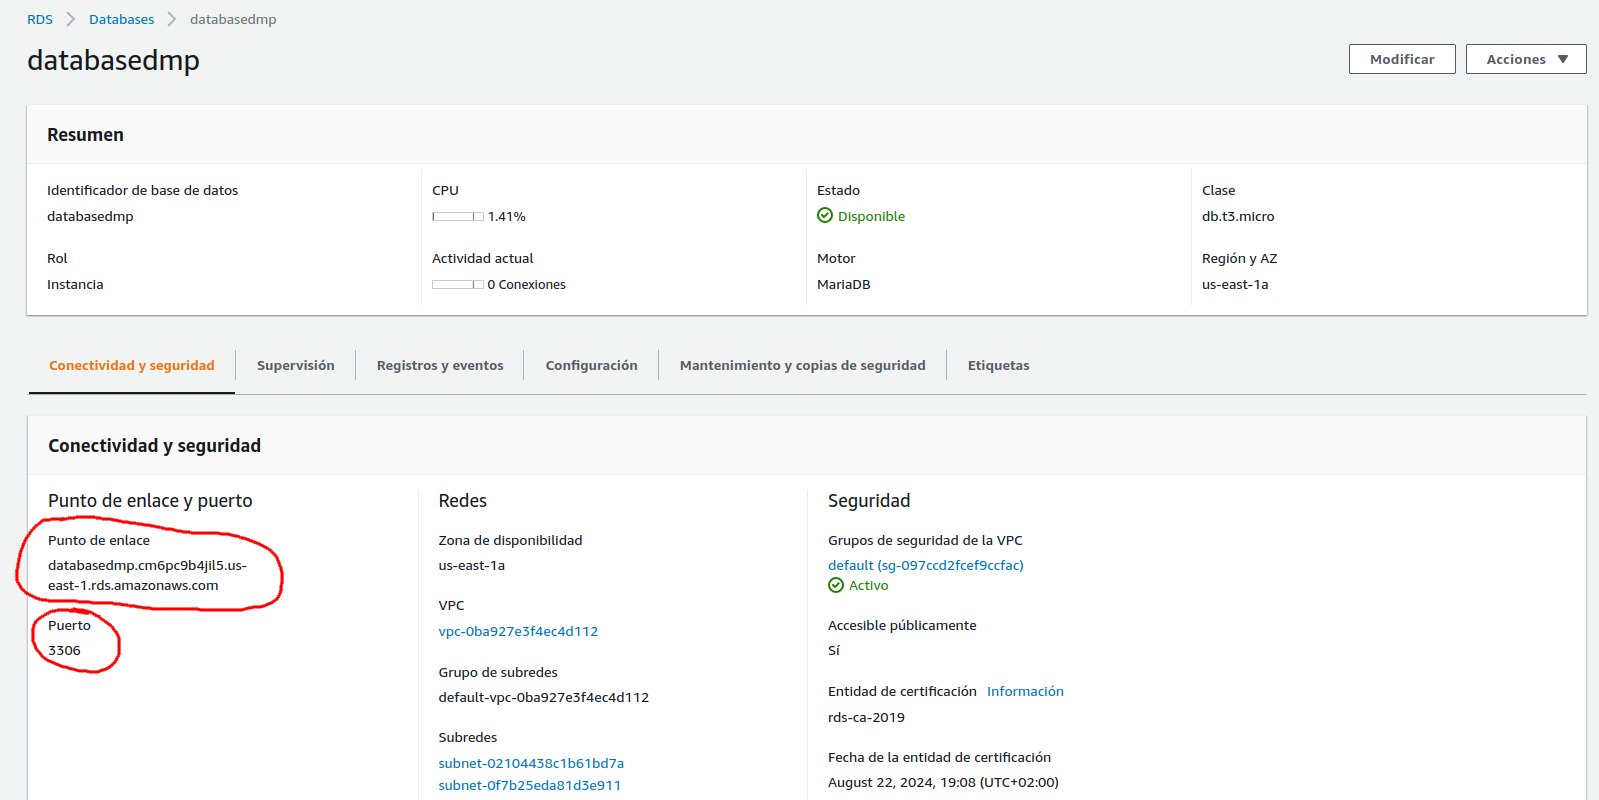 RDS > Databases > databasedmp
databasedmp
Modificar
Acciones
Resumen
Identificador de base de datos
databasedmp
CPU
1.41%
Estado
Disponible
Clase
db.t3.micro
Rol
Instancia
Actividad actual
0 Conexiones
Motor
MariaDB
Región y AZ
us-east-1a
Conectividad y seguridad
Supervisión
Registros y eventos
Configuración
Mantenimiento y copias de seguridad
Etiquetas
Conectividad y seguridad
Punto de enlace y puerto
Punto de enlace
databasedmp.cm6pc9b4jil5.us-
east-1.rds.amazonaws.com
Puerto
3306
Redes
Zona de disponibilidad
us-east-1a
VPC
vpc-0ba927e3f4ec4d112
Grupo de subredes
default-vpc-0ba927e3f4ec4d112
Subredes
subnet-02104438c1b61bd7a
subnet-0f7b25eda81d3e911
Seguridad
Grupos de seguridad de la VPC
default (sg-097ccd2fcef9ccfac)
Activo
Accesible públicamente
Sí
Entidad de certificación Información
rds-ca-2019
Fecha de la entidad de certificación
August 22, 2024, 19:08 (UTC+02:00)